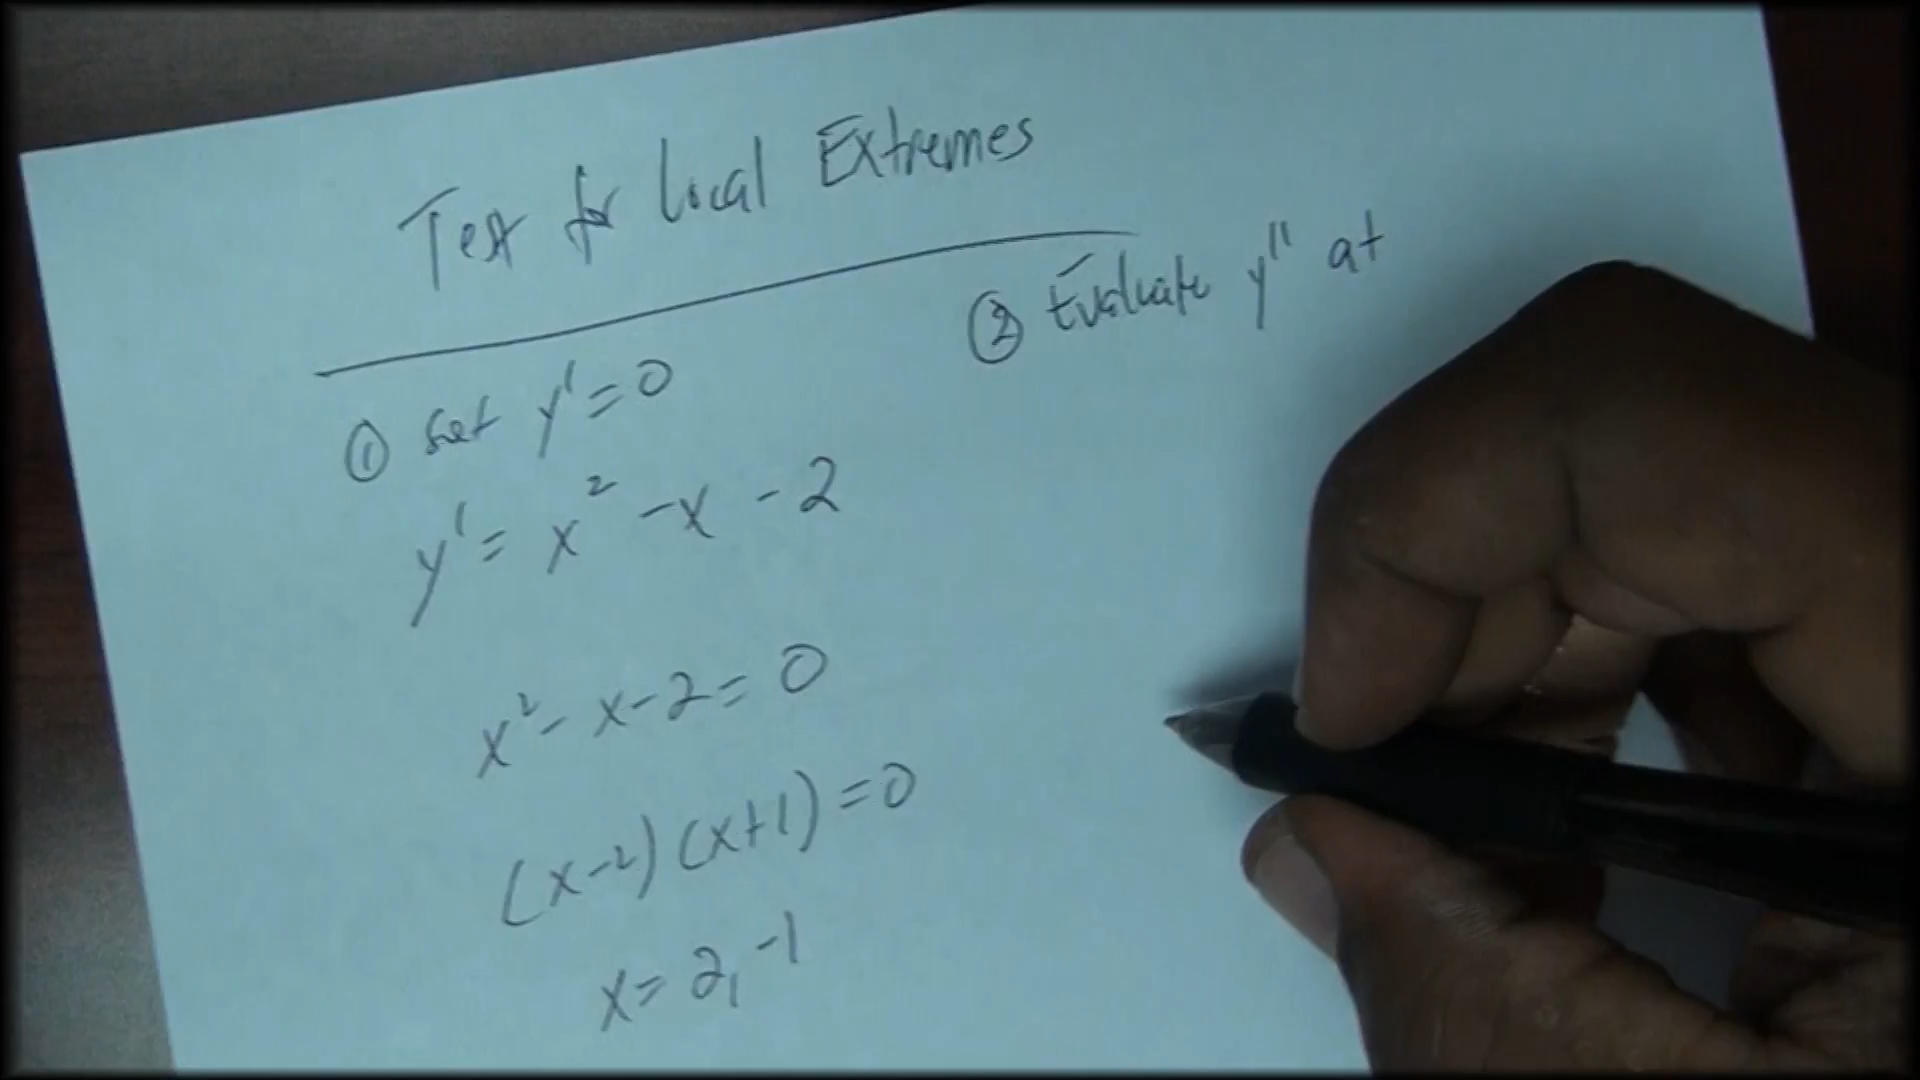 Test for Local Extremes
① Set y' = 0
y' = x² - x - 2
x² - x - 2 = 0
(x-2)(x+1) = 0
x = 2, -1
② Evaluate y'' at